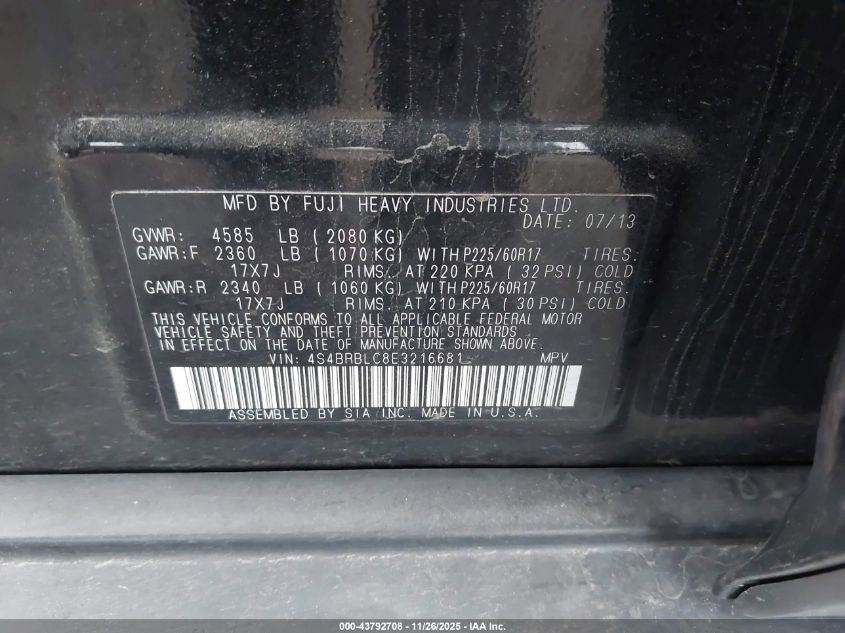 MFD BY FUJI HEAVY INDUSTRIES LTD.
DATE: 07/13
GVWR: 4585 LB (2080 KG)
GAWR:F 2360 LB (1070 KG) WITH P225/60R17 TIRES.
17X7J RIMS. AT 220 KPA (32 PSI) COLD
GAWR:R 2340 LB (1060 KG) WITH P225/60R17 TIRES.
17X7J RIMS. AT 210 KPA (30 PSI) COLD
THIS VEHICLE CONFORMS TO ALL APPLICABLE FEDERAL MOTOR
VEHICLE SAFETY AND THEFT PREVENTION STANDARDS
IN EFFECT ON THE DATE OF MANUFACTURE SHOWN ABOVE.
VIN: 4S4BRBLC8E3216681 MPV
ASSEMBLED BY SIA INC. MADE IN U.S.A.
000-43792708 - 11/26/2025 - IAA Inc.